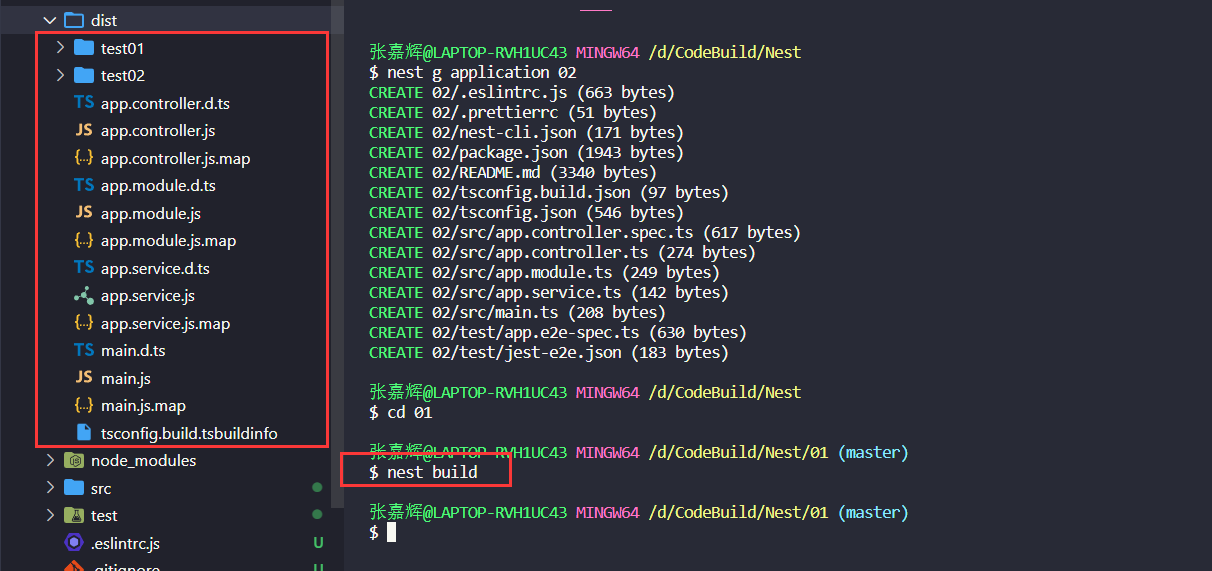 dist
test01
test02
TS app.controller.d.ts
JS app.controller.js
{..} app.controller.js.map
TS app.module.d.ts
JS app.module.js
{..} app.module.js.map
TS app.service.d.ts
app.service.js
{..} app.service.js.map
TS main.d.ts
JS main.js
{..} main.js.map
tsconfig.build.tsbuildinfo
node_modules
src
test
.eslintrc.js U
.gitignore U
张嘉辉@LAPTOP-RVH1UC43 MINGW64 /d/CodeBuild/Nest
$ nest g application 02
CREATE 02/.eslintrc.js (663 bytes)
CREATE 02/.prettierrc (51 bytes)
CREATE 02/nest-cli.json (171 bytes)
CREATE 02/package.json (1943 bytes)
CREATE 02/README.md (3340 bytes)
CREATE 02/tsconfig.build.json (97 bytes)
CREATE 02/tsconfig.json (546 bytes)
CREATE 02/src/app.controller.spec.ts (617 bytes)
CREATE 02/src/app.controller.ts (274 bytes)
CREATE 02/src/app.module.ts (249 bytes)
CREATE 02/src/app.service.ts (142 bytes)
CREATE 02/src/main.ts (208 bytes)
CREATE 02/test/app.e2e-spec.ts (630 bytes)
CREATE 02/test/jest-e2e.json (183 bytes)
张嘉辉@LAPTOP-RVH1UC43 MINGW64 /d/CodeBuild/Nest
$ cd 01
张嘉辉@LAPTOP-RVH1UC43 MINGW64 /d/CodeBuild/Nest/01 (master)
$ nest build
张嘉辉@LAPTOP-RVH1UC43 MINGW64 /d/CodeBuild/Nest/01 (master)
$